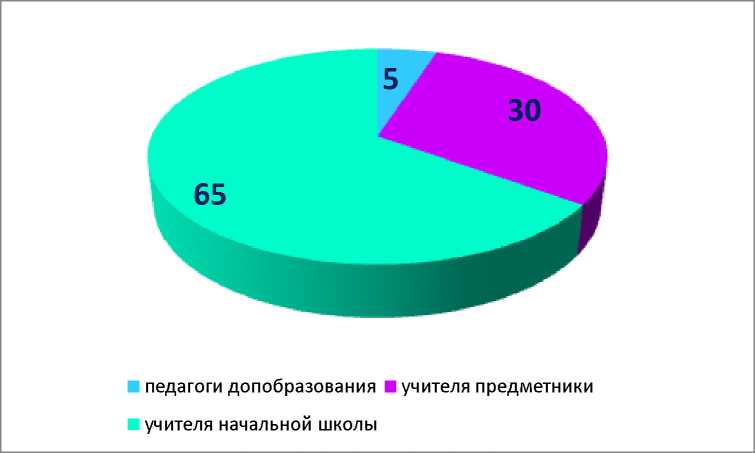 5
30
65
педагоги допобразования учителя предметники
учителя начальной школы